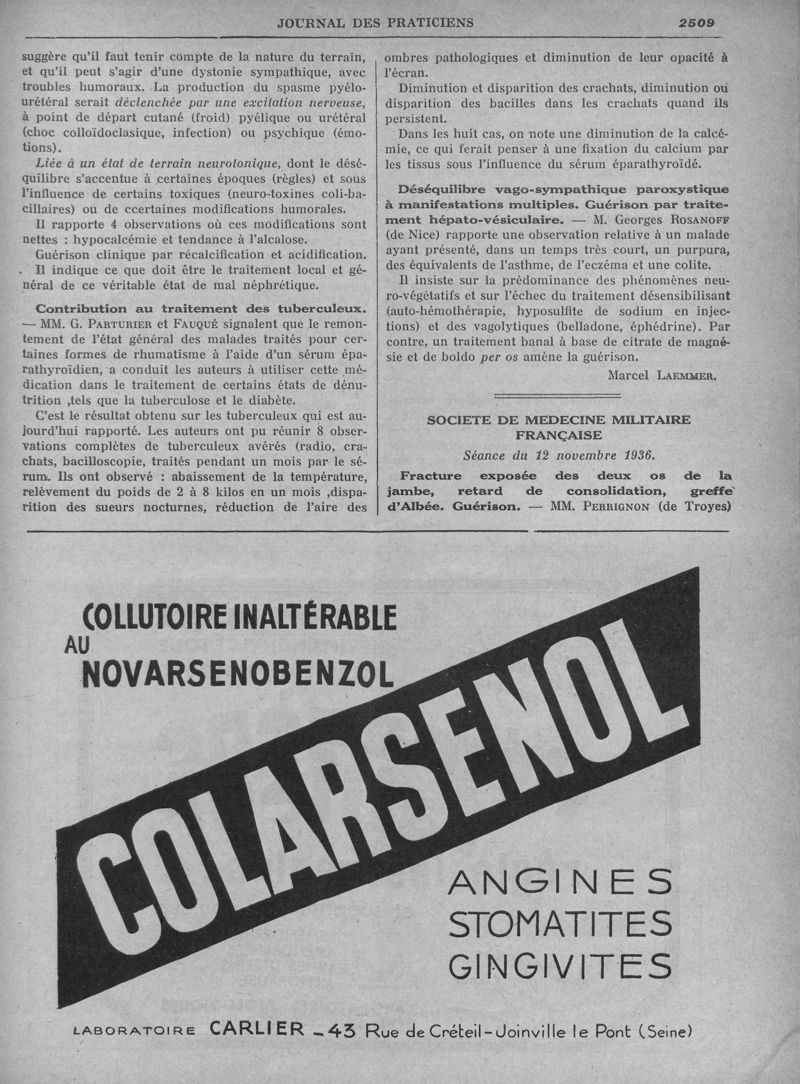 JOURNAL DES PRATICIENS 2509
suggère qu'il faut tenir compte de la nature du terrain,
et qu'il peut s'agir d'une dystonie sympathique, avec
troubles humoraux. La production du spasme pyélo-
urétéral serait déclenchée par une excitation nerveuse,
à point de départ cutané (froid) pyélique ou urétéral
(choc colloïdoclasique, infection) ou psychique (émo-
tions).
Liée à un état de terrain neurotonique, dont le désé-
quilibre s'accentue à certaines époques (règles) et sous
l'influence de certains toxiques (neuro-toxines coli-ba-
cillaires) ou de ccertaines modifications humorales.
Il rapporte 4 observations où ces modifications sont
nettes : hypocalcémie et tendance à l'alcalose.
Guérison clinique par récalcification et acidification.
Il indique ce que doit être le traitement local et gé-
néral de ce véritable état de mal néphrétique.
Contribution au traitement des tuberculeux.
— MM. G. PARTURIER et FAUQUÉ signalent que le remon-
tement de l'état général des malades traités pour cer-
taines formes de rhumatisme à l'aide d'un sérum épa-
rathyroïdien, a conduit les auteurs à utiliser cette mé-
dication dans le traitement de certains états de dénu-
trition ,tels que la tuberculose et le diabète.
C'est le résultat obtenu sur les tuberculeux qui est au-
jourd'hui rapporté. Les auteurs ont pu réunir 8 obser-
vations complètes de tuberculeux avérés (radio, cra-
chats, bacilloscopie, traités pendant un mois par le sé-
rum. Ils ont observé : abaissement de la température,
relèvement du poids de 2 à 8 kilos en un mois ,dispa-
rition des sueurs nocturnes, réduction de l'aire des
ombres pathologiques et diminution de leur opacité à
l'écran.
Diminution et disparition des crachats, diminution ou
disparition des bacilles dans les crachats quand ils
persistent.
Dans les huit cas, on note une diminution de la calcé-
mie, ce qui ferait penser à une fixation du calcium par
les tissus sous l'influence du sérum éparathyroïdé.
Déséquilibre vago-sympathique paroxystique
à manifestations multiples. Guérison par traite-
ment hépato-vésiculaire. — M. Georges ROSANOFF
(de Nice) rapporte une observation relative à un malade
ayant présenté, dans un temps très court, un purpura,
des équivalents de l'asthme, de l'eczéma et une colite.
Il insiste sur la prédominance des phénomènes neu-
ro-végétatifs et sur l'échec du traitement désensibilisant
(auto-hémothérapie, hyposulfite de sodium en injec-
tions) et des vagolytiques (belladone, éphédrine). Par
contre, un traitement banal à base de citrate de magné-
sie et de boldo per os amène la guérison.
Marcel LAEMMER.
SOCIETE DE MEDECINE MILITAIRE
FRANÇAISE
Séance du 12 novembre 1936.
Fracture exposée des deux os de la
jambe, retard de consolidation, greffe
d'Albée. Guérison. — MM. PERRIGNON (de Troyes)
COLLUTOIRE INALTÉRABLE
AU
NOVARSENOBENZOL
COLARSENOL
ANGINES
STOMATITES
GINGIVITES
LABORATOIRE CARLIER - 43 Rue de Créteil - Joinville le Pont (Seine)